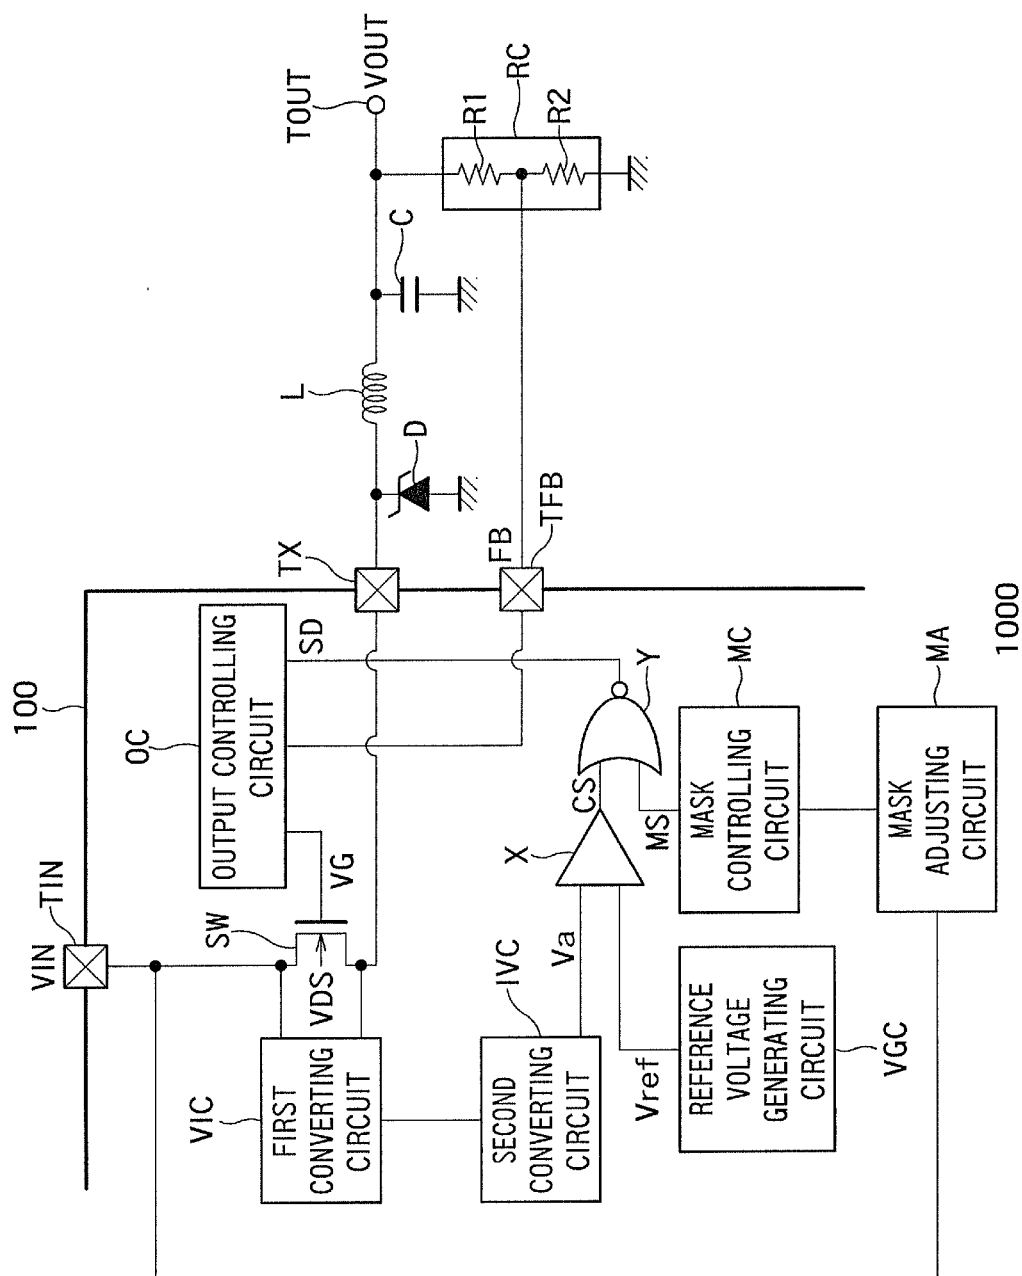 100
VIN
TIN
OC
OUTPUT CONTROLLING
CIRCUIT
SD
TX
D
L
C
TOUT
VOUT
RC
R1
R2
FB
TFB
SW
VG
VDS
VIC
FIRST
CONVERTING
CIRCUIT
IVC
SECOND
CONVERTING
CIRCUIT
Va
X
CS
Y
MS
MC
MASK
CONTROLLING
CIRCUIT
Vref
REFERENCE
VOLTAGE
GENERATING
CIRCUIT
VGC
MA
MASK
ADJUSTING
CIRCUIT
1000